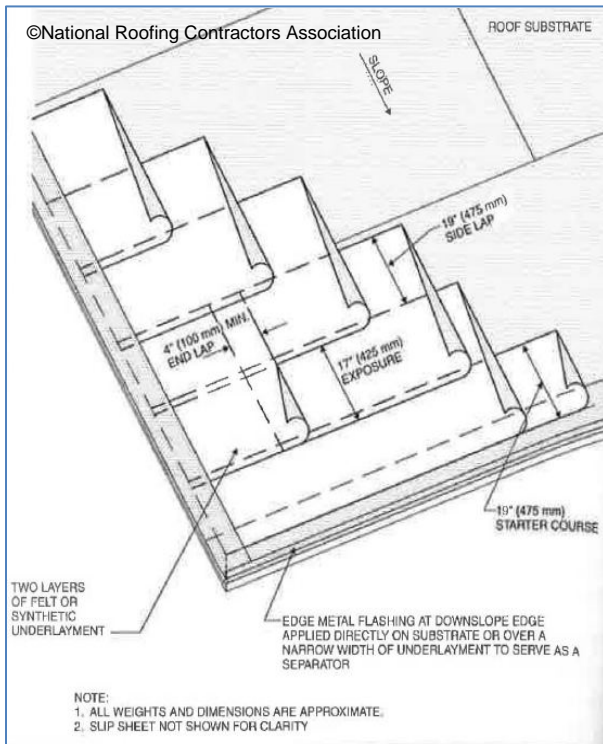 ©National Roofing Contractors Association
ROOF SUBSTRATE
SLOPE
19" (475 mm)
SIDE LAP
4" (100 mm) MIN.
END LAP
17" (425 mm)
EXPOSURE
19" (475 mm)
STARTER COURSE
TWO LAYERS
OF FELT OR
SYNTHETIC
UNDERLAYMENT
EDGE METAL FLASHING AT DOWNSLOPE EDGE
APPLIED DIRECTLY ON SUBSTRATE OR OVER A
NARROW WIDTH OF UNDERLAYMENT TO SERVE AS A
SEPARATOR
NOTE:
1. ALL WEIGHTS AND DIMENSIONS ARE APPROXIMATE.
2. SLIP SHEET NOT SHOWN FOR CLARITY